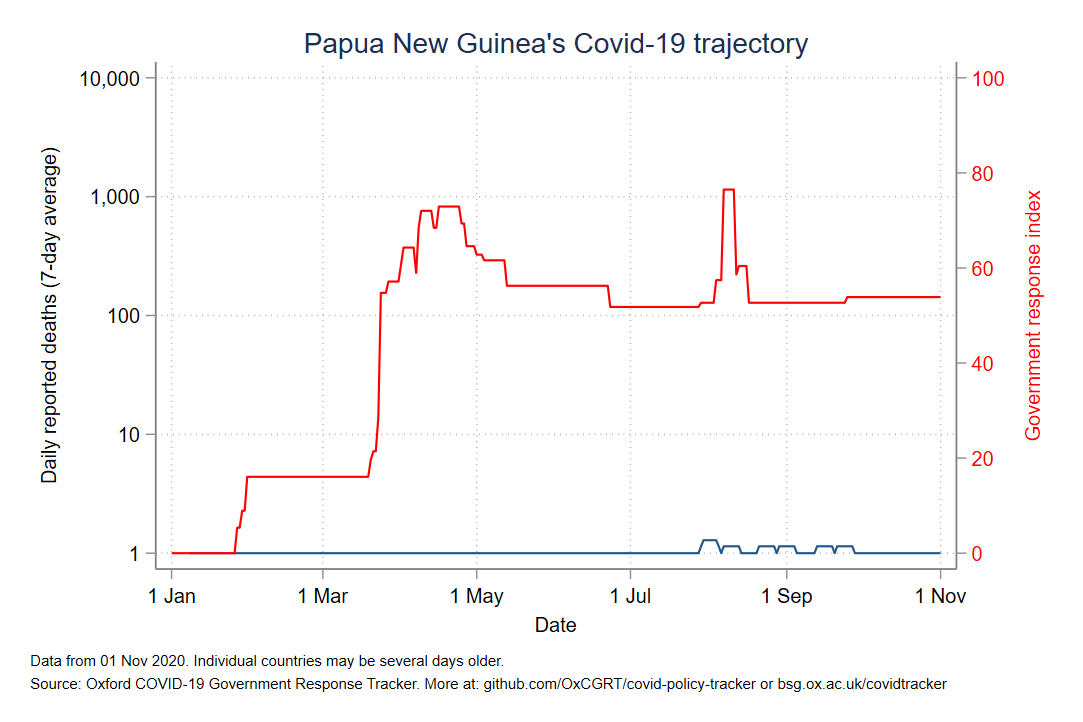 Papua New Guinea's Covid-19 trajectory
Daily reported deaths (7-day average)
10,000
1,000
100
10
1
Government response index
100
80
60
40
20
0
1 Jan 1 Mar 1 May 1 Jul 1 Sep 1 Nov
Date
Data from 01 Nov 2020. Individual countries may be several days older.
Source: Oxford COVID-19 Government Response Tracker. More at: github.com/OxCGRT/covid-policy-tracker or bsg.ox.ac.uk/covidtracker